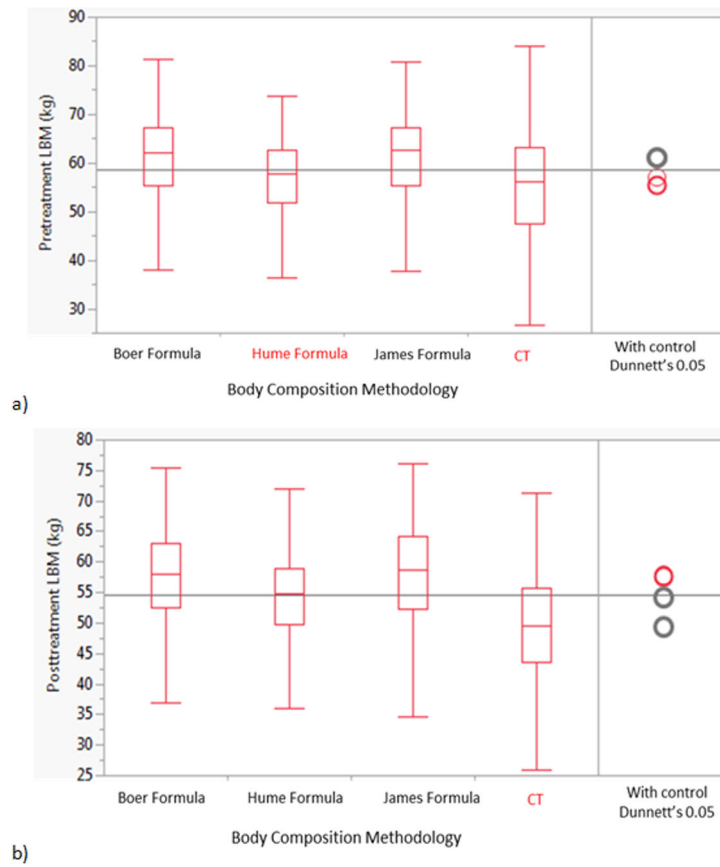 90
80
70
60
50
40
30
Pretreatment LBM (kg)
Boer Formula
Hume Formula
James Formula
CT
With control
Dunnett's 0.05
Body Composition Methodology
a)
80
75
70
65
60
55
50
45
40
35
30
25
Posttreatment LBM (kg)
Boer Formula
Hume Formula
James Formula
CT
With control
Dunnett's 0.05
Body Composition Methodology
b)